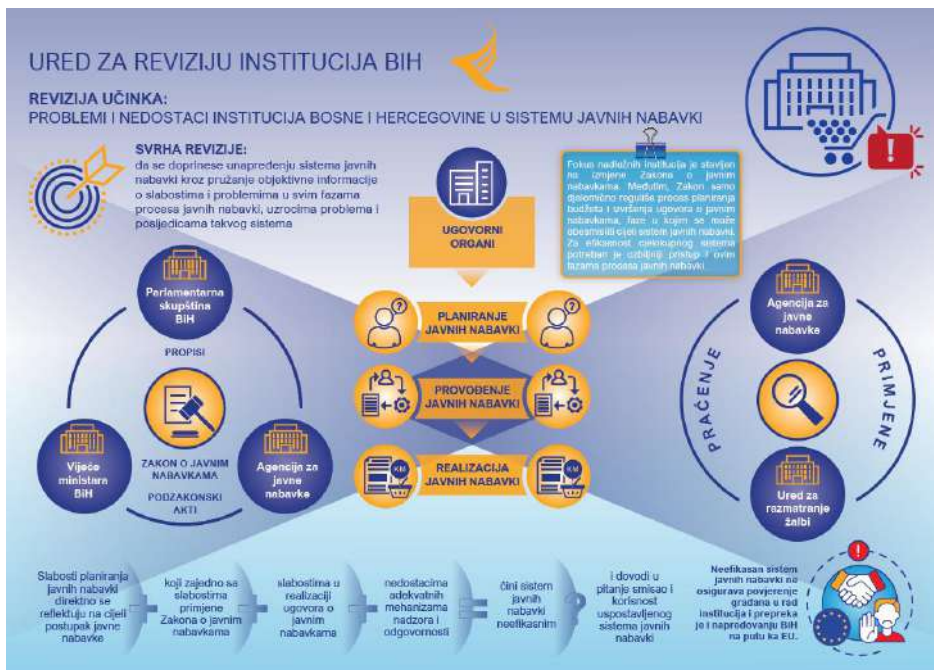 URED ZA REVIZIJU INSTITUCIJA BIH
REVIZIJA UČINKA:
PROBLEMI I NEDOSTACI INSTITUCIJA BOSNE I HERCEGOVINE U SISTEMU JAVNIH NABAVKI
SVRHA REVIZIJE:
da se doprinese unapređenju sistema javnih
nabavki kroz pružanje objektivne informacije
o slabostima i problemima u svim fazama
procesa javnih nabavki, uzrocima problema i
posljedicama takvog sistema
UGOVORNI
ORGANI
Fokus nadležnih institucija je stavljen
na izmjene Zakona o javnim
nabavkama. Međutim, Zakon samo
djelomično reguliše proces planiranja
budžeta i izvršenja ugovora o javnim
nabavkama, faze u kojim se može
obesmisliti cijeli sistem javnih nabavki.
Za efikasnost cjelokupnog sistema
potreban je ozbiljniji pristup i ovim
fazama procesa javnih nabavki.
Parlamentarna
skupština
BiH
PROPISI
Vijeće
ministara
BiH
ZAKON O JAVNIM
NABAVKAMA
PODZAKONSKI
AKTI
Agencija za
javne
nabavke
?
PLANIRANJE
JAVNIH NABAVKI
?
PROVOĐENJE
JAVNIH NABAVKI
KM
REALIZACIJA
JAVNIH NABAVKI
KM
Agencija za
javne
nabavke
PRAĆENJE
PRIMJENE
Ured za
razmatranje
žalbi
Slabosti planiranja
javnih nabavki
direktno se
reflektuju na cijeli
postupak javne
nabavke
koji zajedno sa
slabostima
primjene
Zakona o javnim
nabavkama
slabostima u
realizaciji
ugovora o
javnim
nabavkama
nedostacima
adekvatnih
mehanizama
nadzora i
odgovornosti
čini sistem
javnih
nabavki
neefikasnim
i dovodi u
pitanje smisao i
korisnost
uspostavljenog
sistema javnih
nabavki
Neefikasan sistem
javnih nabavki ne
osigurava povjerenje
građana u rad
institucija i prepreka
je i napredovanju BiH
na putu ka EU.